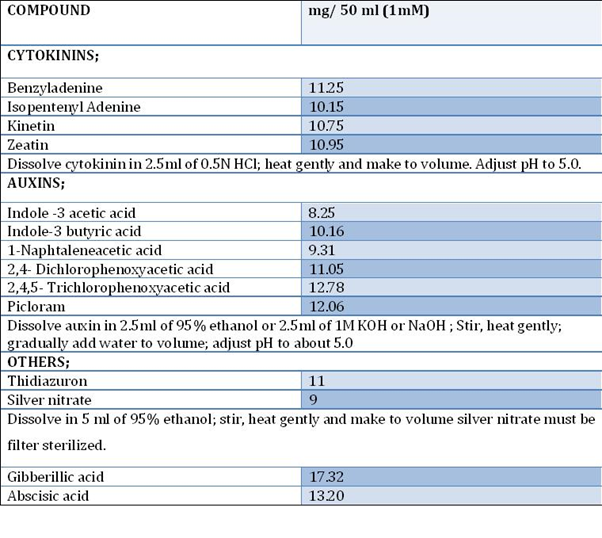 COMPOUND mg/ 50 ml (1mM)
CYTOKININS;
Benzyladenine 11.25
Isopentenyl Adenine 10.15
Kinetin 10.75
Zeatin 10.95
Dissolve cytokinin in 2.5ml of 0.5N HCl; heat gently and make to volume. Adjust pH to 5.0.
AUXINS;
Indole -3 acetic acid 8.25
Indole-3 butyric acid 10.16
1-Naphtaleneacetic acid 9.31
2,4- Dichlorophenoxyacetic acid 11.05
2,4,5- Trichlorophenoxyacetic acid 12.78
Picloram 12.06
Dissolve auxin in 2.5ml of 95% ethanol or 2.5ml of 1M KOH or NaOH ; Stir, heat gently;
gradually add water to volume; adjust pH to about 5.0
OTHERS;
Thidiazuron 11
Silver nitrate 9
Dissolve in 5 ml of 95% ethanol; stir, heat gently and make to volume silver nitrate must be
filter sterilized.
Gibberillic acid 17.32
Abscisic acid 13.20